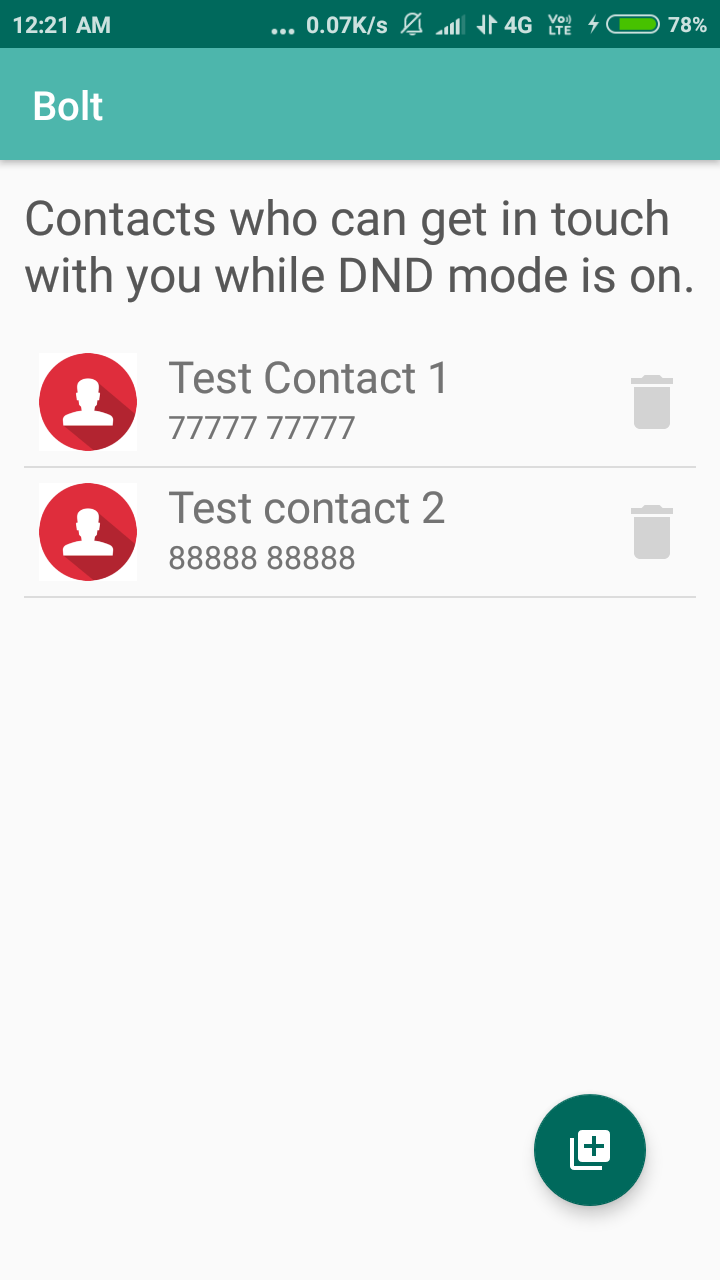 12:21 AM ... 0.07K/s 4G Vo) LTE 78%
Bolt
Contacts who can get in touch
with you while DND mode is on.
Test Contact 1
77777 77777
Test contact 2
88888 88888